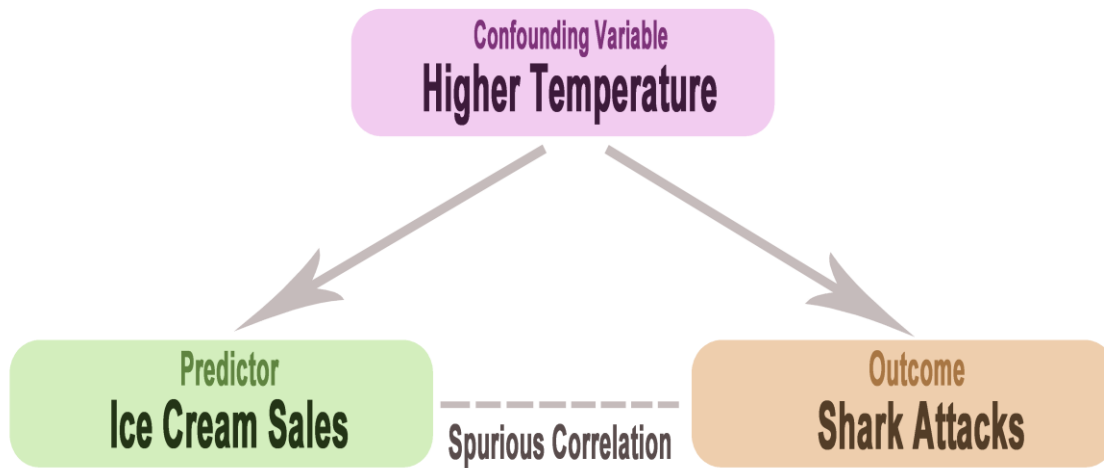 Confounding Variable
Higher Temperature
Predictor
Ice Cream Sales
Spurious Correlation
Outcome
Shark Attacks